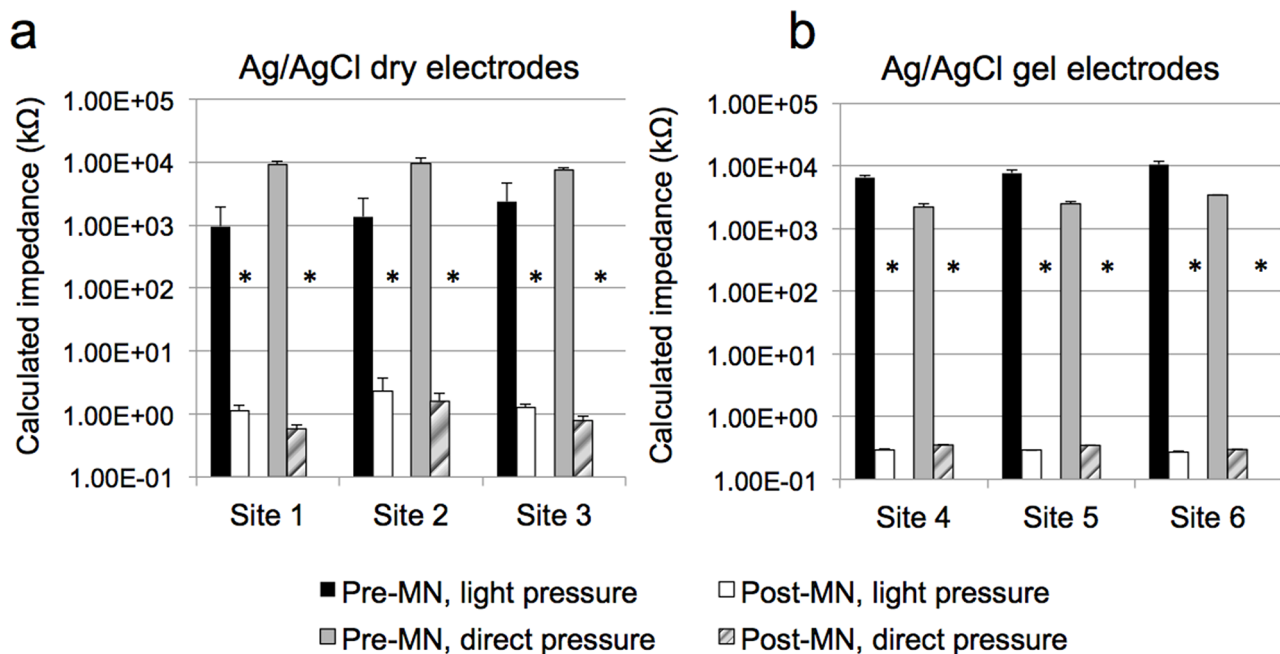 a
Ag/AgCl dry electrodes
Calculated impedance (kΩ)
1.00E+05
1.00E+04
1.00E+03
1.00E+02
1.00E+01
1.00E+00
1.00E-01
* * * * * *
Site 1 Site 2 Site 3
b
Ag/AgCl gel electrodes
Calculated impedance (kΩ)
1.00E+05
1.00E+04
1.00E+03
1.00E+02
1.00E+01
1.00E+00
1.00E-01
* * * * * *
Site 4 Site 5 Site 6
Pre-MN, light pressure Post-MN, light pressure
Pre-MN, direct pressure Post-MN, direct pressure